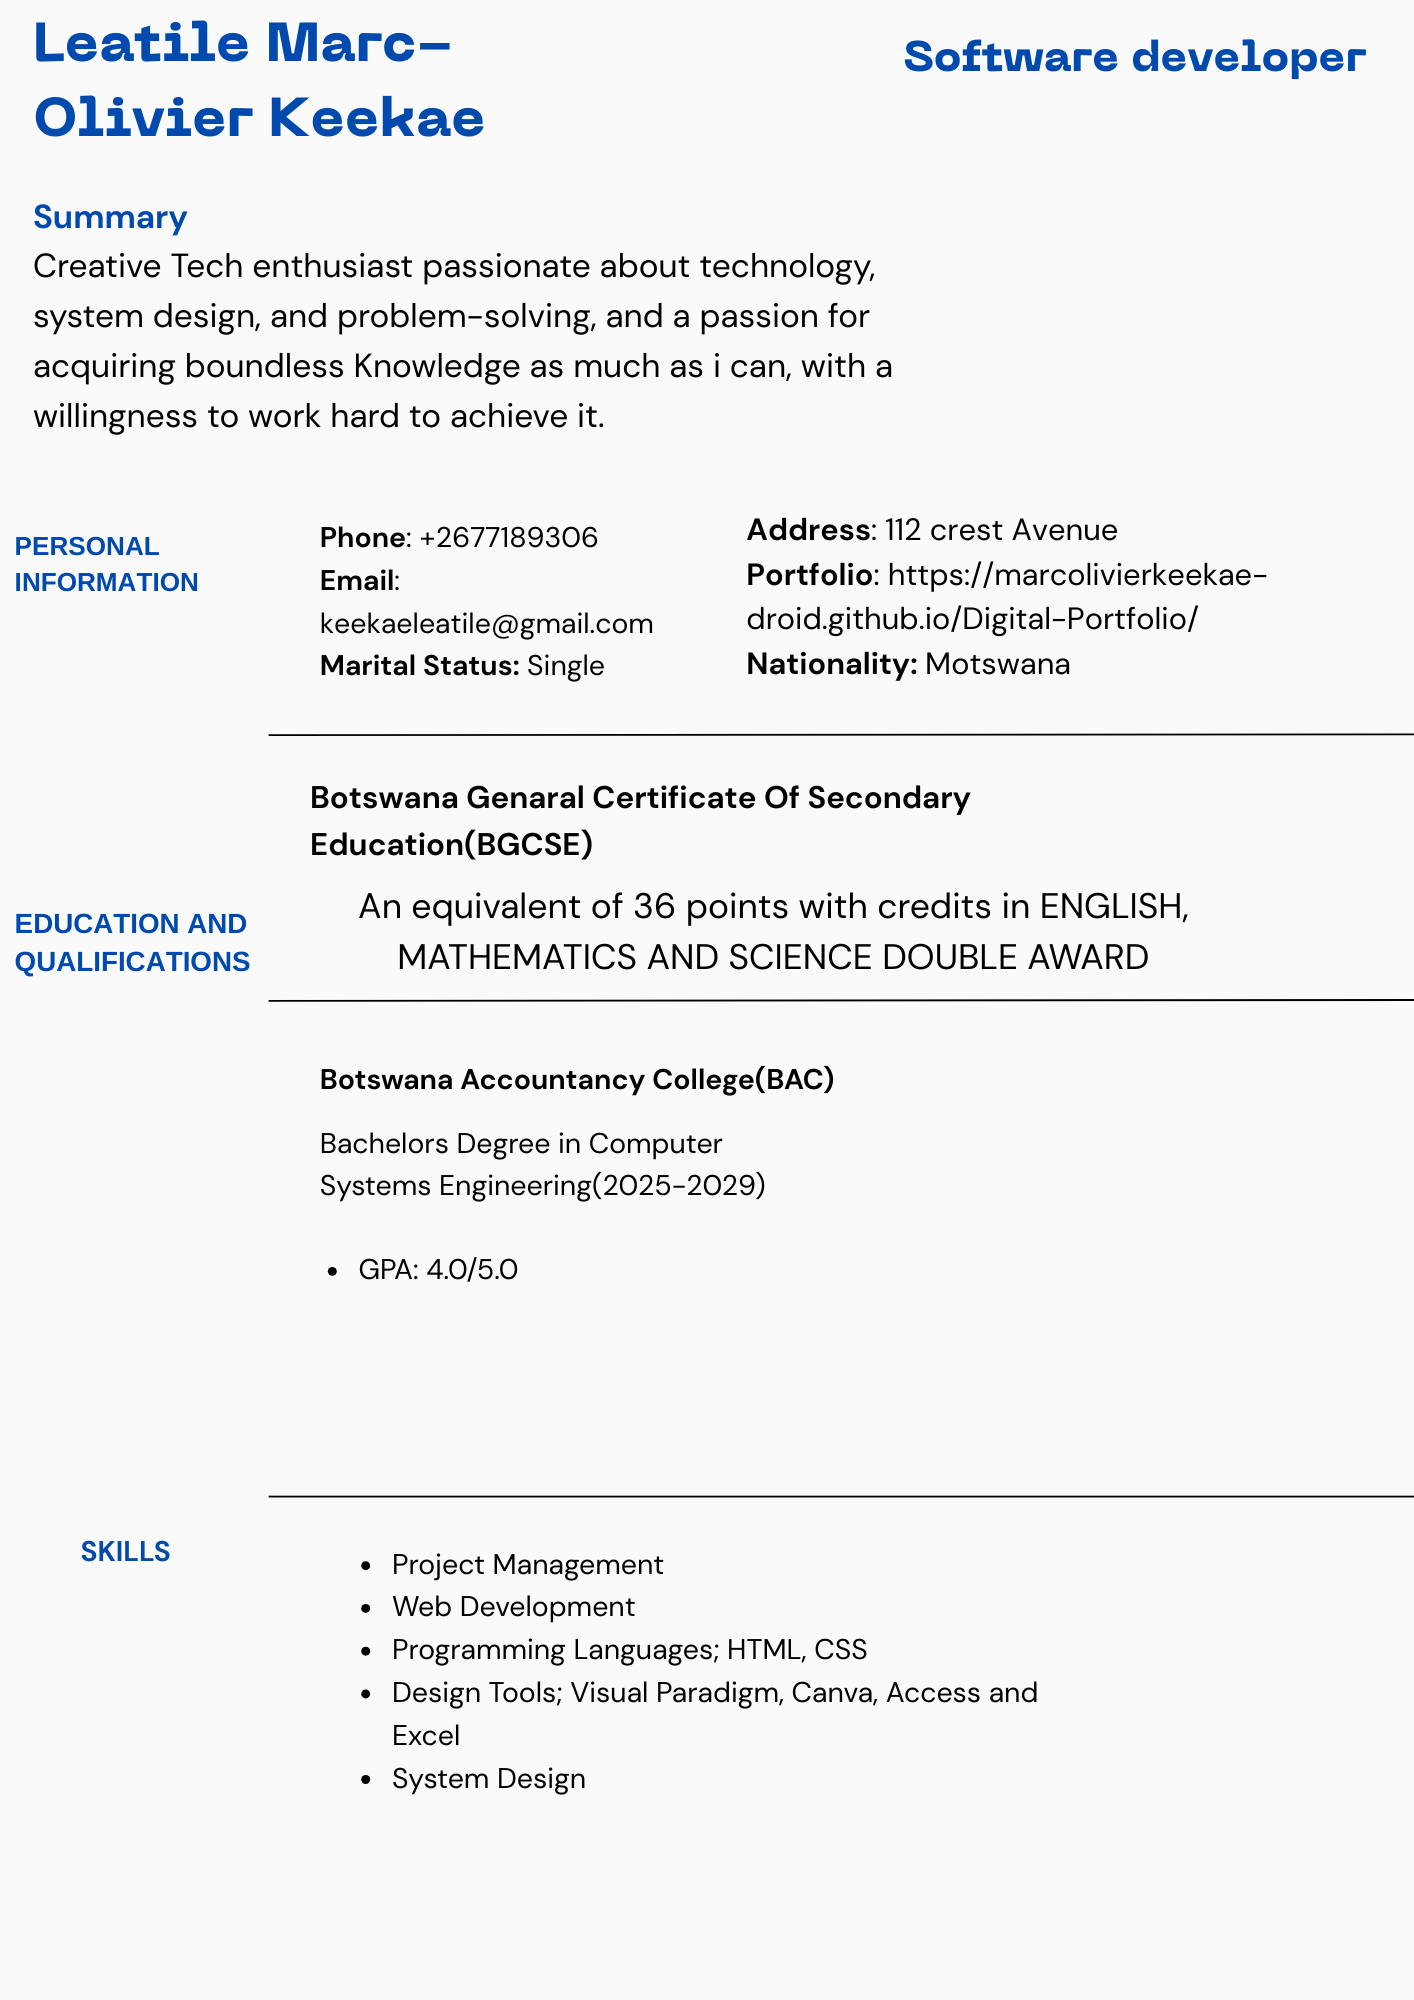 Leatile Marc-
Olivier Keekae
Software developer
Summary
Creative Tech enthusiast passionate about technology,
system design, and problem-solving, and a passion for
acquiring boundless Knowledge as much as i can, with a
willingness to work hard to achieve it.
PERSONAL
INFORMATION
Phone: +2677189306
Email:
keekaeleatile@gmail.com
Marital Status: Single
Address: 112 crest Avenue
Portfolio: https://marcolivierkeekae-
droid.github.io/Digital-Portfolio/
Nationality: Motswana
EDUCATION AND
QUALIFICATIONS
Botswana Genaral Certificate Of Secondary
Education(BGCSE)
An equivalent of 36 points with credits in ENGLISH,
MATHEMATICS AND SCIENCE DOUBLE AWARD
Botswana Accountancy College(BAC)
Bachelors Degree in Computer
Systems Engineering(2025-2029)
• GPA: 4.0/5.0
SKILLS
• Project Management
• Web Development
• Programming Languages; HTML, CSS
• Design Tools; Visual Paradigm, Canva, Access and
Excel
• System Design